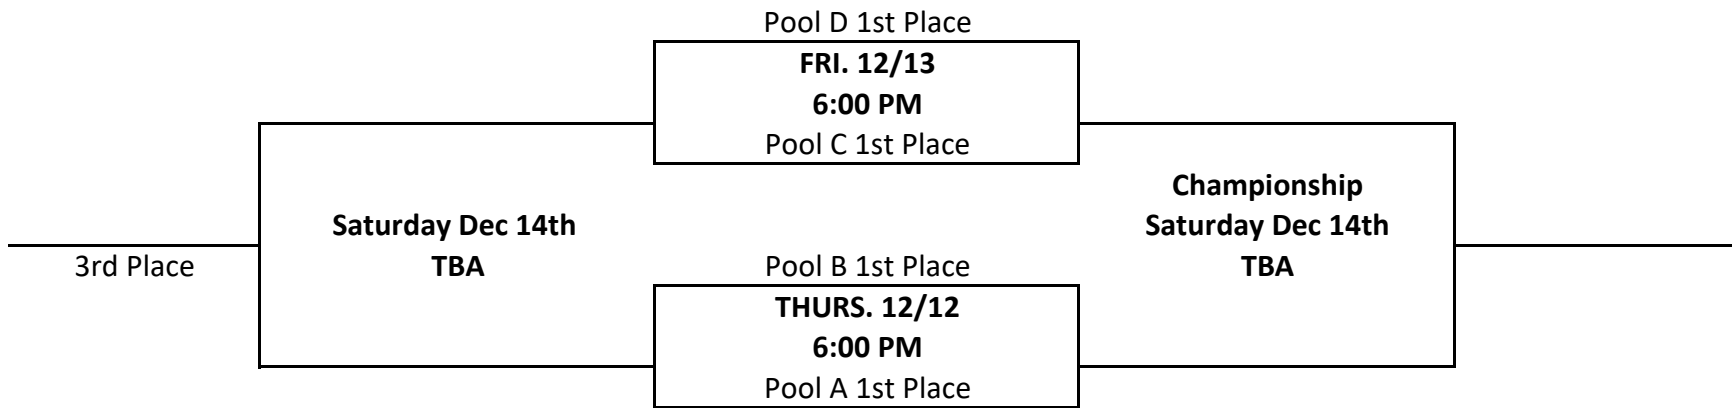 Pool D 1st Place
FRI. 12/13
6:00 PM
Pool C 1st Place
Championship
Saturday Dec 14th
TBA
Saturday Dec 14th
TBA
3rd Place
Pool B 1st Place
THURS. 12/12
6:00 PM
Pool A 1st Place